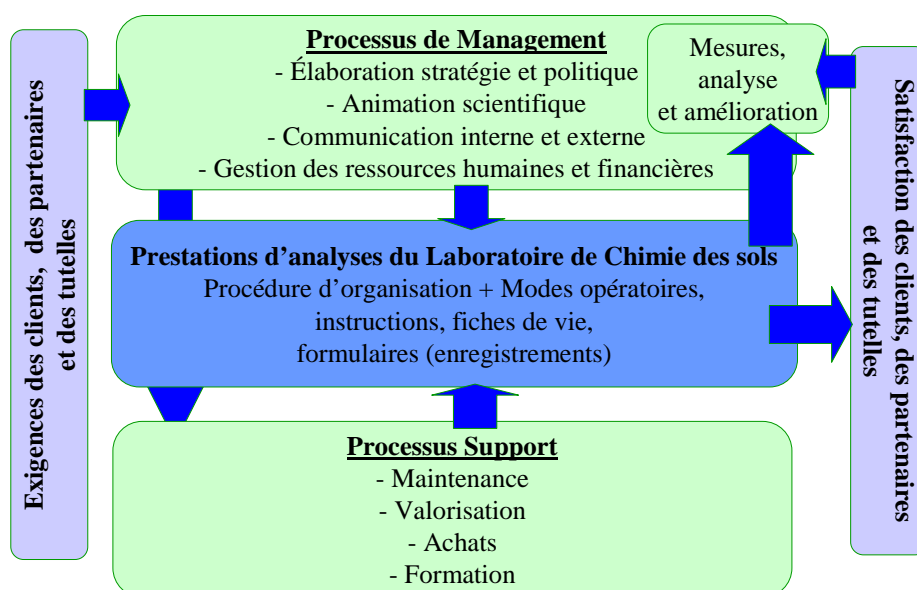 Exigences des clients, des partenaires
et des tutelles
Processus de Management
- Élaboration stratégie et politique
- Animation scientifique
- Communication interne et externe
- Gestion des ressources humaines et financières
Mesures,
analyse
et amélioration
Prestations d’analyses du Laboratoire de Chimie des sols
Procédure d’organisation + Modes opératoires,
instructions, fiches de vie,
formulaires (enregistrements)
Processus Support
- Maintenance
- Valorisation
- Achats
- Formation
Satisfaction des clients, des partenaires
et des tutelles